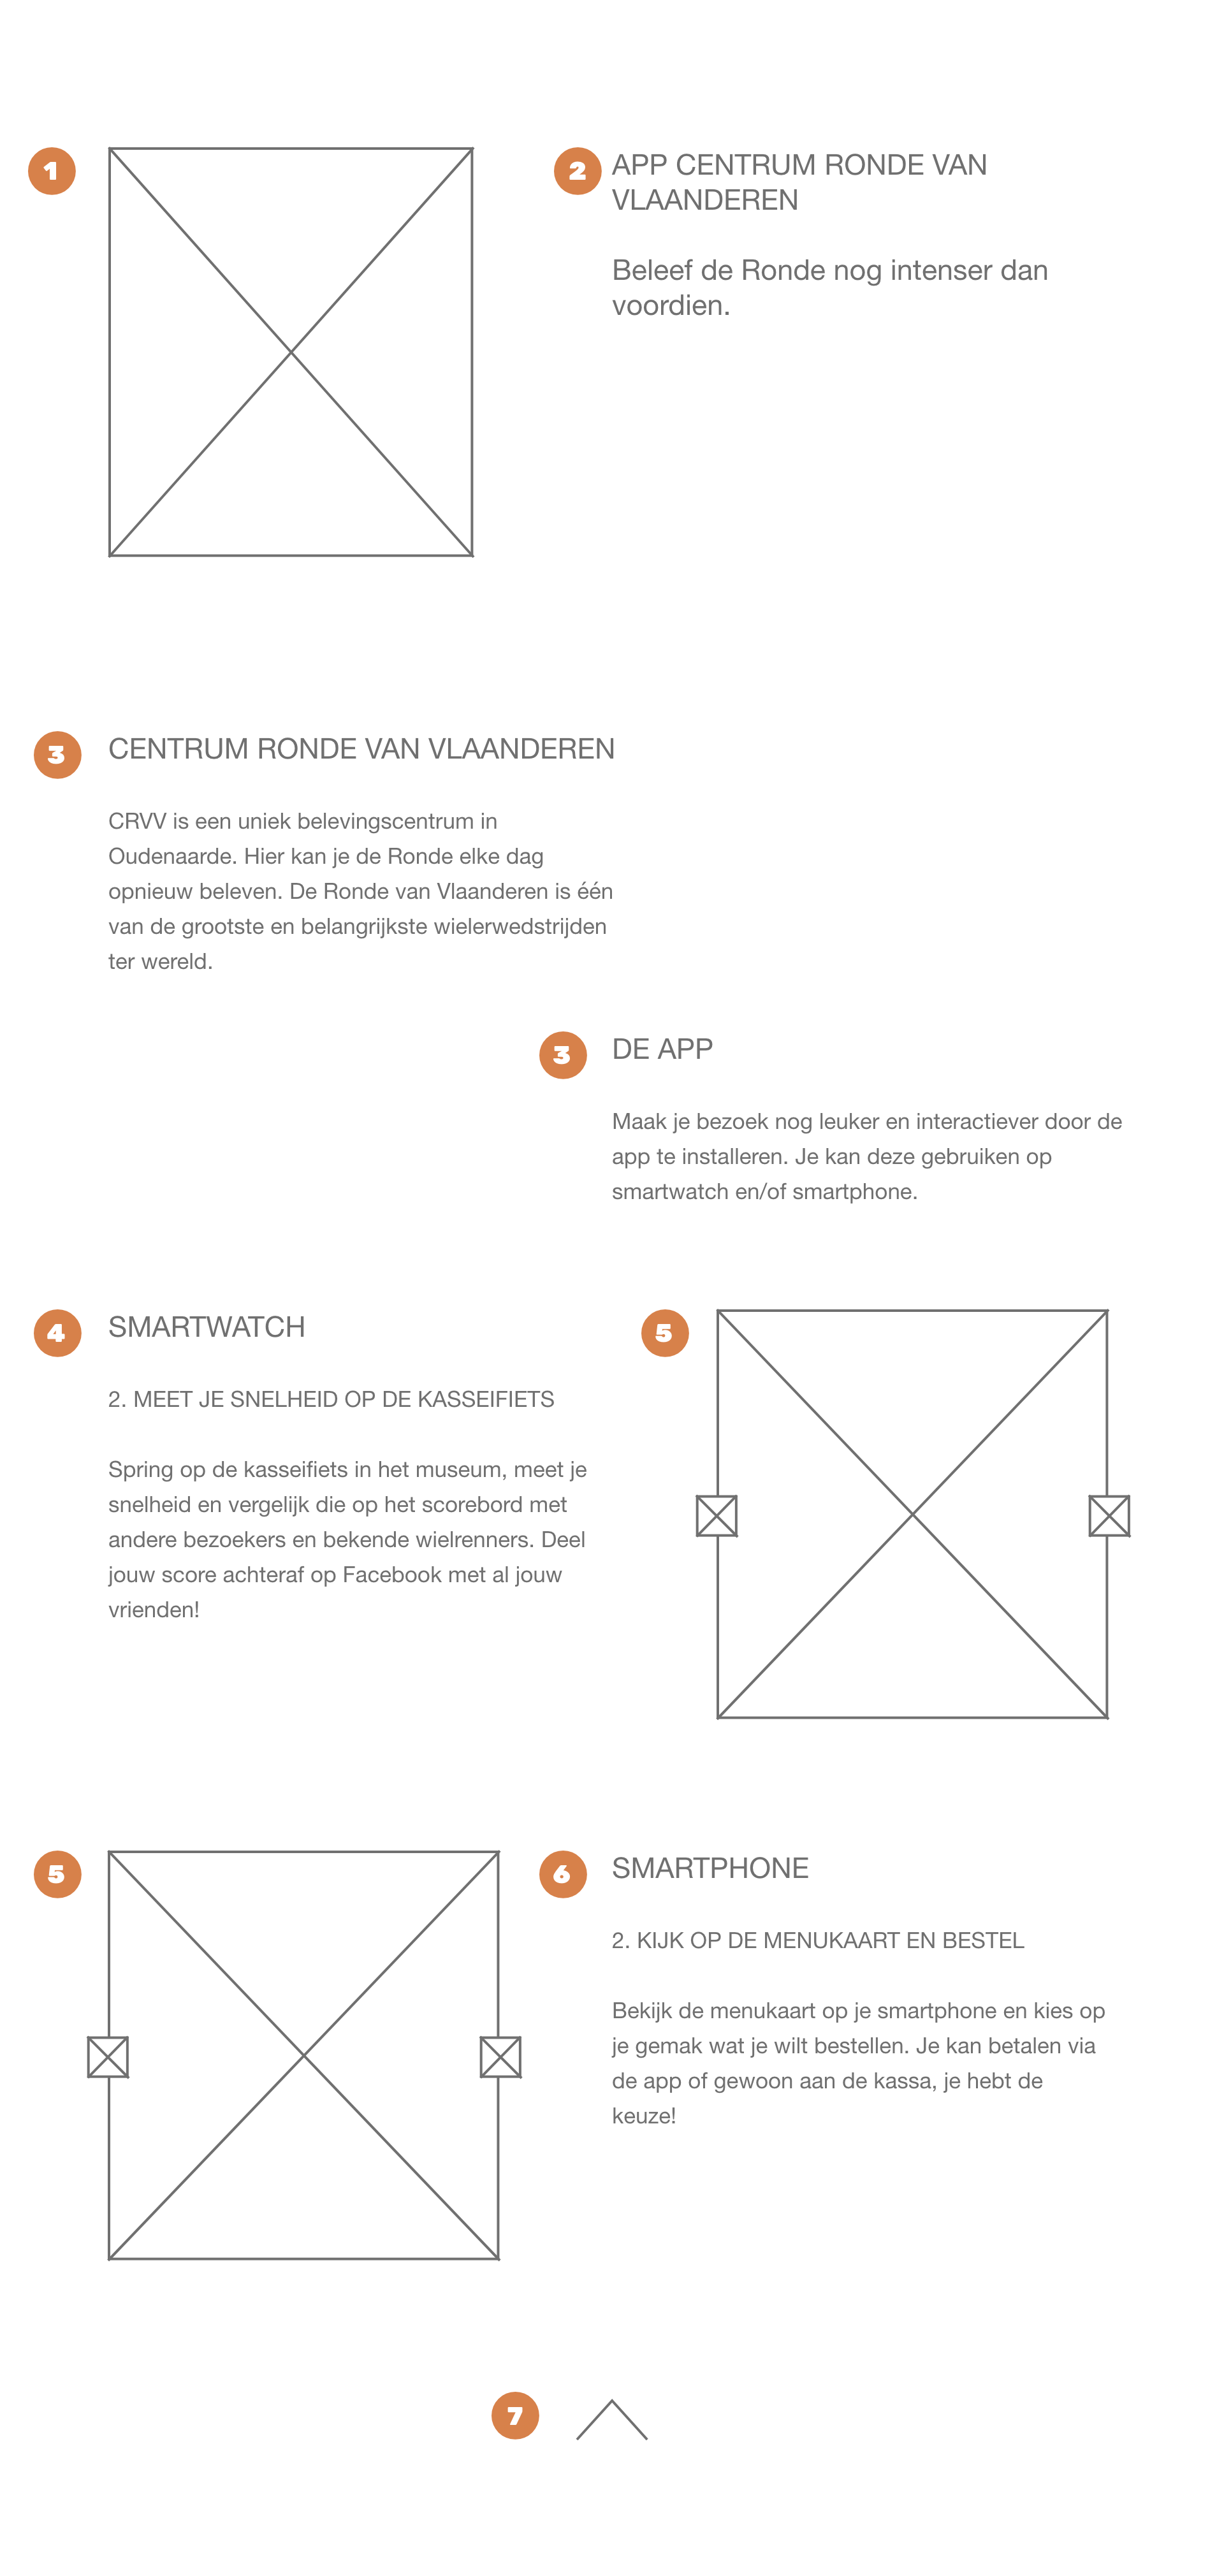 1
2
APP CENTRUM RONDE VAN
VLAANDEREN
Beleef de Ronde nog intenser dan
voordien.
3
CENTRUM RONDE VAN VLAANDEREN
CRVV is een uniek belevingscentrum in
Oudenaarde. Hier kan je de Ronde elke dag
opnieuw beleven. De Ronde van Vlaanderen is één
van de grootste en belangrijkste wielerwedstrijden
ter wereld.
3
DE APP
Maak je bezoek nog leuker en interactiever door de
app te installeren. Je kan deze gebruiken op
smartwatch en/of smartphone.
4
SMARTWATCH
2. MEET JE SNELHEID OP DE KASSEIFIETS
Spring op de kasseifiets in het museum, meet je
snelheid en vergelijk die op het scorebord met
andere bezoekers en bekende wielrenners. Deel
jouw score achteraf op Facebook met al jouw
vrienden!
5
5
6
SMARTPHONE
2. KIJK OP DE MENUKAART EN BESTEL
Bekijk de menukaart op je smartphone en kies op
je gemak wat je wilt bestellen. Je kan betalen via
de app of gewoon aan de kassa, je hebt de
keuze!
7